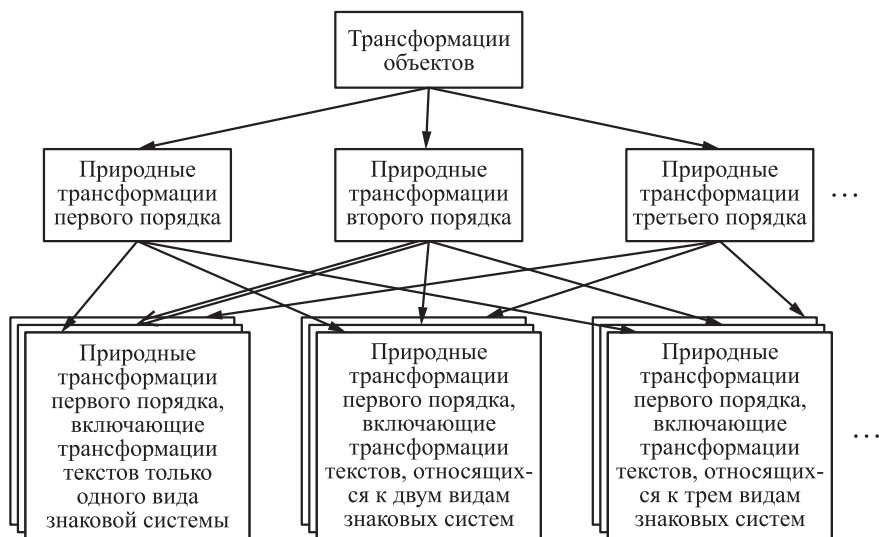 Трансформации
объектов
Природные
трансформации
первого порядка
Природные
трансформации
второго порядка
Природные
трансформации
третьего порядка
...
Природные
трансформации
первого порядка,
включающие
трансформации
текстов только
одного вида
знаковой системы
Природные
трансформации
первого порядка,
включающие
трансформации
текстов, относящих-
ся к двум видам
знаковых систем
Природные
трансформации
первого порядка,
включающие
трансформации
текстов, относящих-
ся к трем видам
знаковых систем
...